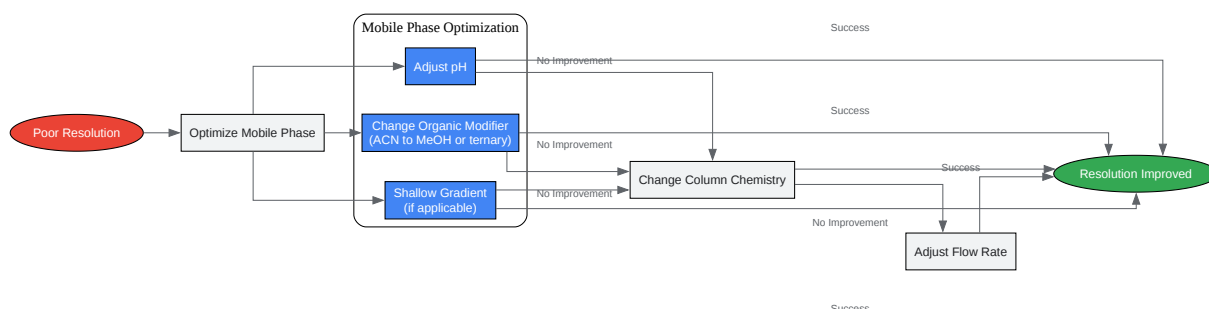 Mobile Phase Optimization
Success
Adjust pH
No Improvement
Success
Poor Resolution
Optimize Mobile Phase
Change Organic Modifier
(ACN to MeOH or ternary)
No Improvement
Change Column Chemistry
Success
Resolution Improved
Shallow Gradient
(if applicable)
No Improvement
No Improvement
Adjust Flow Rate
Success